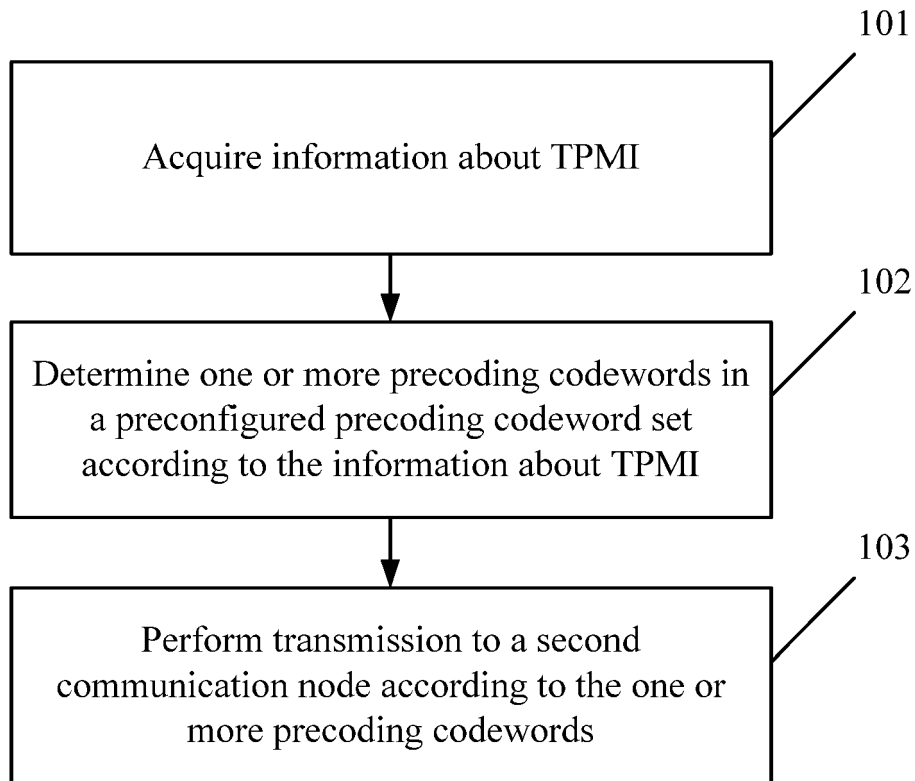 101
Acquire information about TPMI
102
Determine one or more precoding codewords in
a preconfigured precoding codeword set
according to the information about TPMI
103
Perform transmission to a second
communication node according to the one or
more precoding codewords